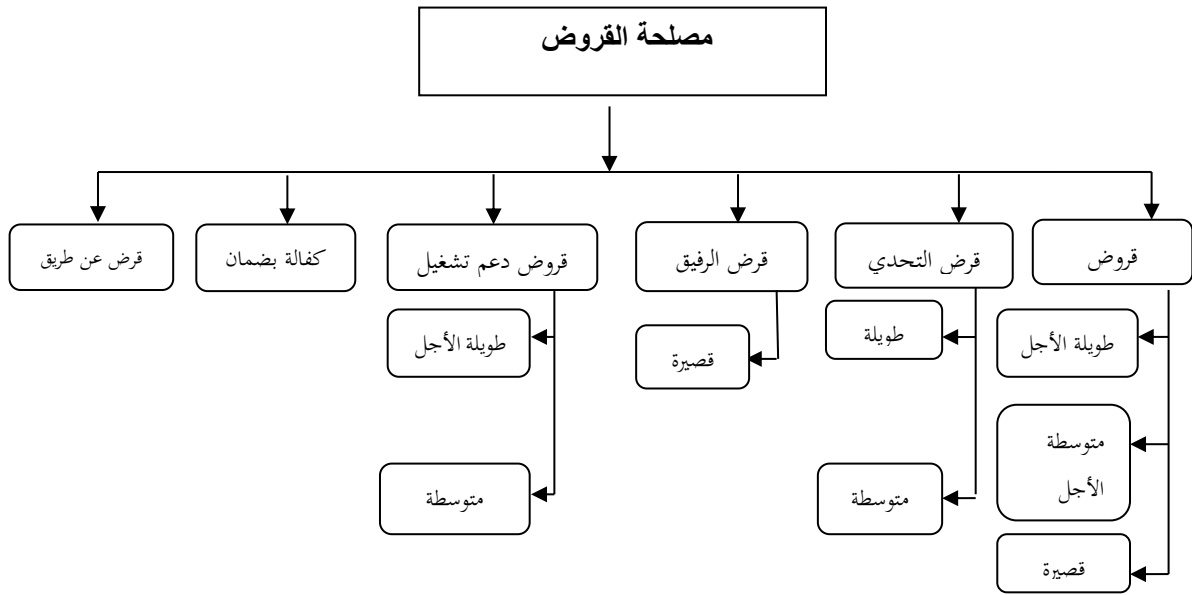 مصلحة القروض
قروض
قرض التحدي
قرض الرفيق
قروض دعم تشغيل
كفالة بضمان
قرض عن طريق
طويلة الأجل
متوسطة
الأجل
قصيرة
طويلة
متوسطة
قصيرة
طويلة الأجل
متوسطة